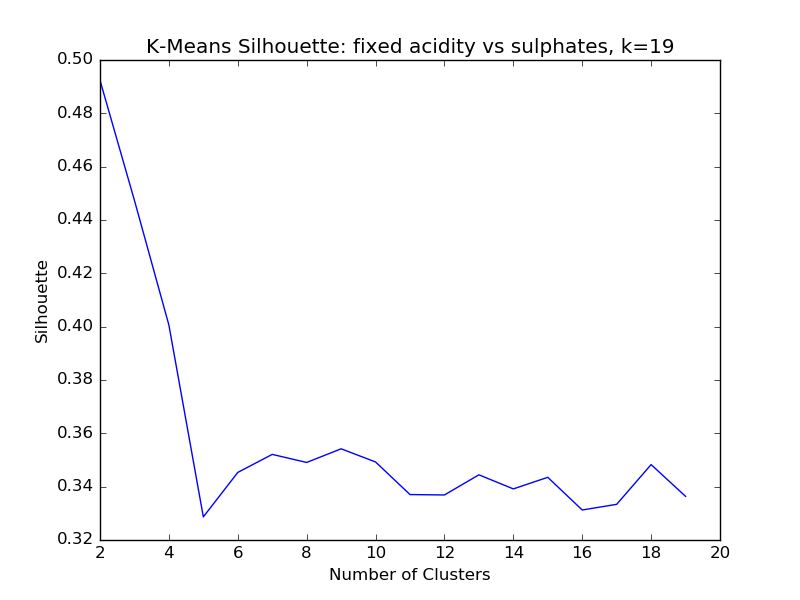 K-Means Silhouette: fixed acidity vs sulphates, k=19
0.50
0.48
0.46
0.44
0.42
0.40
0.38
0.36
0.34
0.32
Silhouette
2 4 6 8 10 12 14 16 18 20
Number of Clusters